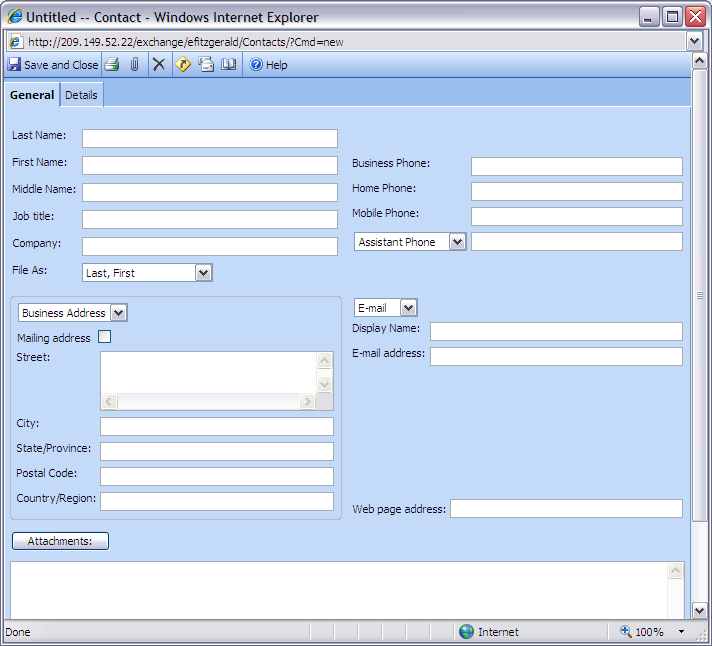 Untitled -- Contact - Windows Internet Explorer
http://209.149.52.22/exchange/efitzgerald/Contacts/?Cmd=new
Save and Close Help
General Details
Last Name:
First Name:
Middle Name:
Job title:
Company:
File As: Last, First
Business Phone:
Home Phone:
Mobile Phone:
Assistant Phone
Business Address
Mailing address
Street:
City:
State/Province:
Postal Code:
Country/Region:
E-mail
Display Name:
E-mail address:
Web page address:
Attachments:
Done Internet 100%